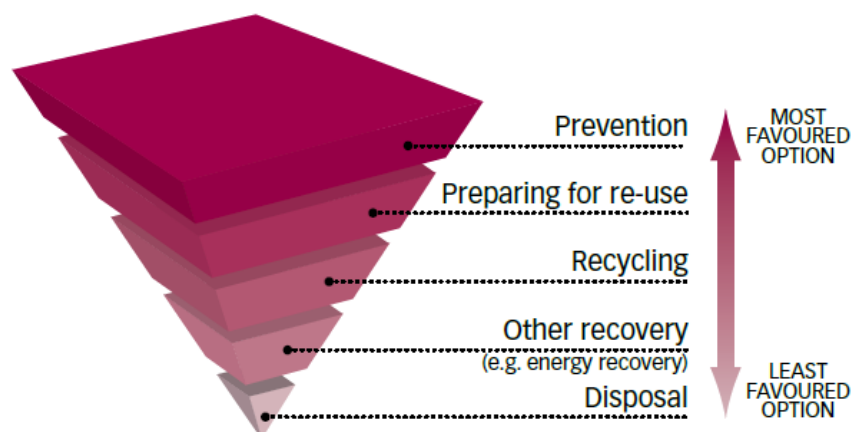 Prevention
MOST
FAVOURED
OPTION
Preparing for re-use
Recycling
Other recovery
(e.g. energy recovery)
Disposal
LEAST
FAVOURED
OPTION